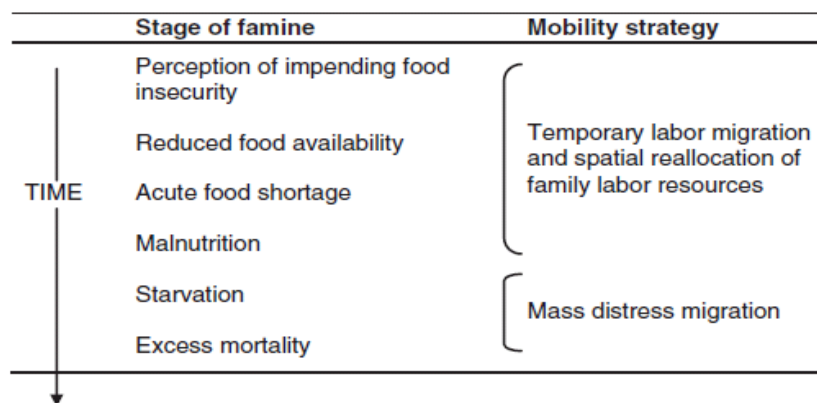 Stage of famine Mobility strategy
Perception of impending food
insecurity
Reduced food availability
Temporary labor migration
and spatial reallocation of
family labor resources
TIME
Acute food shortage
Malnutrition
Starvation
Mass distress migration
Excess mortality